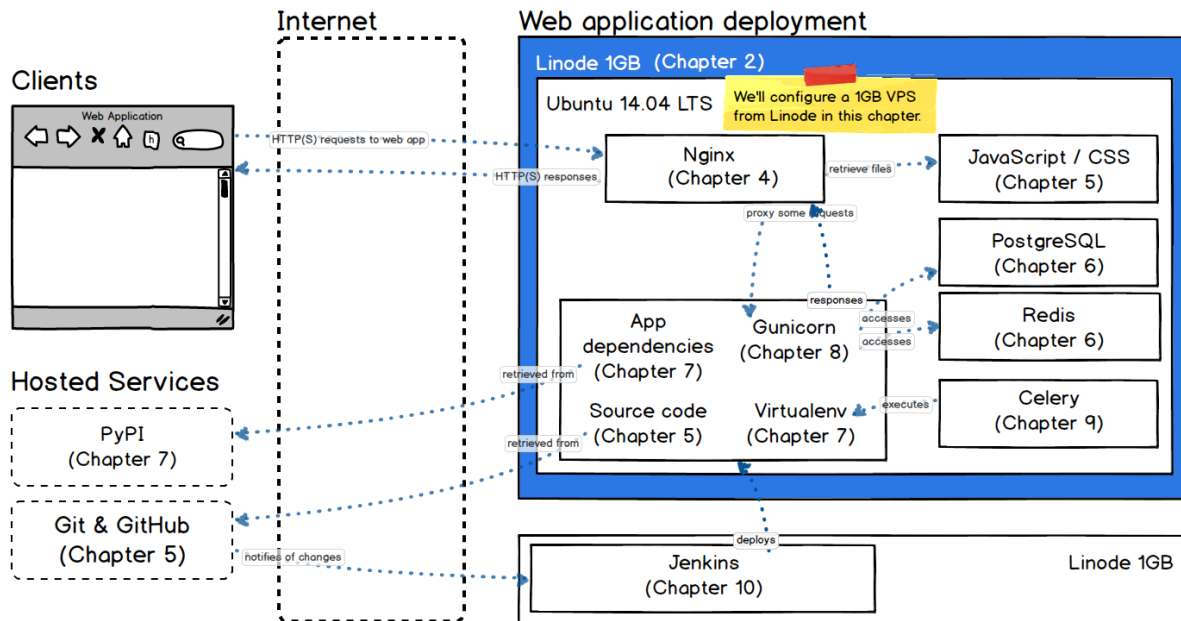 Internet
Web application deployment
Clients
Linode 1GB (Chapter 2)
Web Application
h
Ubuntu 14.04 LTS
We'll configure a 1GB VPS
from Linode in this chapter.
HTTP(S) requests to web app
HTTP(S) responses
Nginx
(Chapter 4)
retrieve files
JavaScript / CSS
(Chapter 5)
proxy some requests
PostgreSQL
(Chapter 6)
responses
accesses
accesses
Redis
(Chapter 6)
App
dependencies
(Chapter 7)
Gunicorn
(Chapter 8)
retrieved from
Source code
(Chapter 5)
Virtualenv
(Chapter 7)
executes
Celery
(Chapter 9)
retrieved from
Hosted Services
PyPI
(Chapter 7)
Git & GitHub
(Chapter 5)
notifies of changes
deploys
Jenkins
(Chapter 10)
Linode 1GB